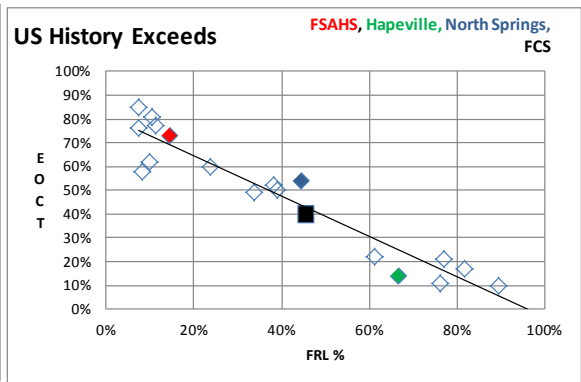 US History Exceeds
FSAHS, Hapeville, North Springs,
FCS
100%
90%
80%
70%
60%
50%
40%
30%
20%
10%
0%
E
O
C
T
0% 20% 40% 60% 80% 100%
FRL %